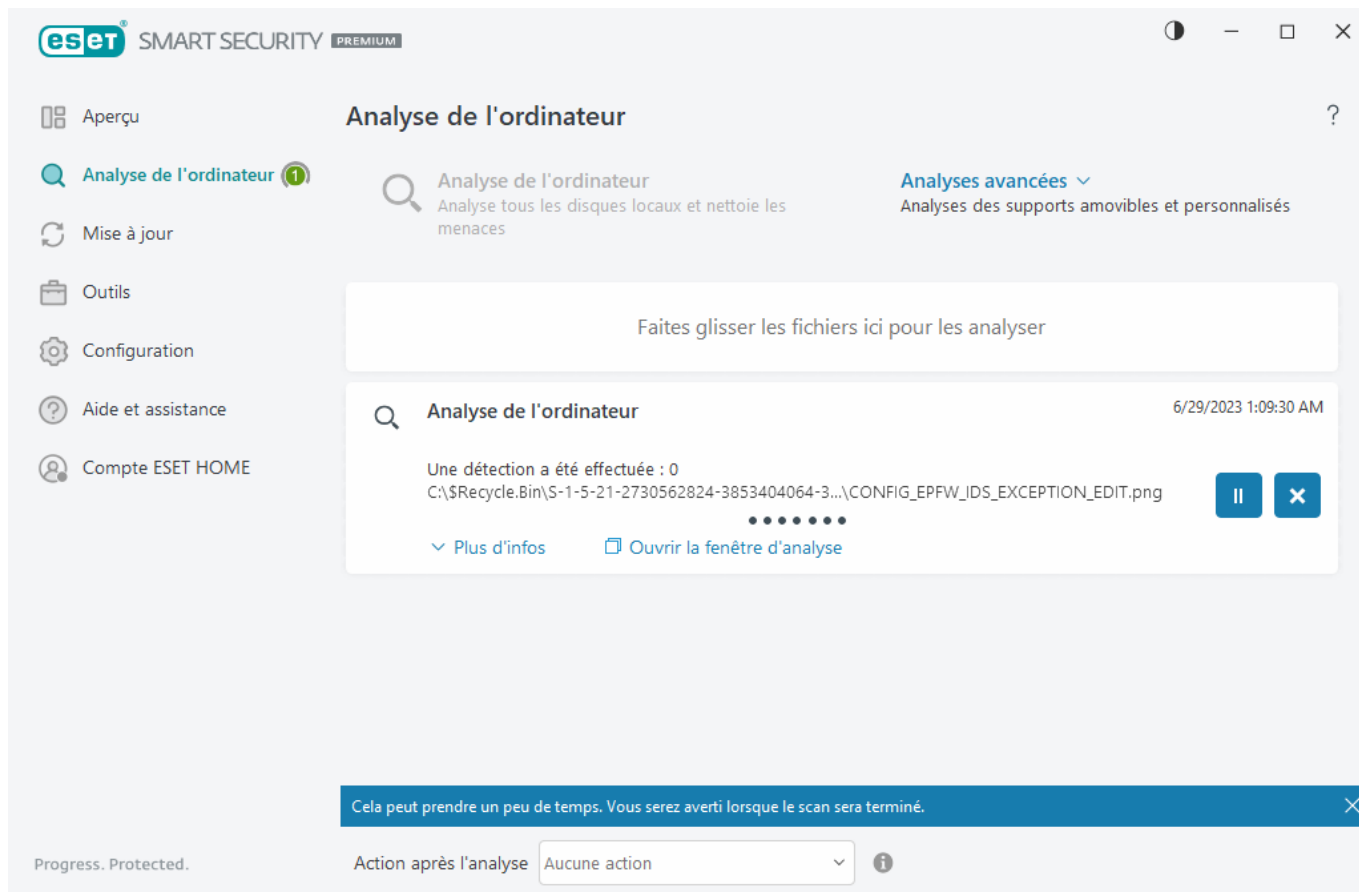 eset® SMART SECURITY PREMIUM
Aperçu
Analyse de l'ordinateur 1
Mise à jour
Outils
Configuration
Aide et assistance
Compte ESET HOME
Progress. Protected.
Analyse de l'ordinateur
?
Analyse de l'ordinateur
Analyse tous les disques locaux et nettoie les
menaces
Analyses avancées
Analyses des supports amovibles et personnalisés
Faites glisser les fichiers ici pour les analyser
Analyse de l'ordinateur
6/29/2023 1:09:30 AM
Une détection a été effectuée : 0
C:\$Recycle.Bin\S-1-5-21-2730562824-3853404064-3...\CONFIG_EPFW_IDS_EXCEPTION_EDIT.png
Plus d'infos
Ouvrir la fenêtre d'analyse
Cela peut prendre un peu de temps. Vous serez averti lorsque le scan sera terminé.
Action après l'analyse Aucune action